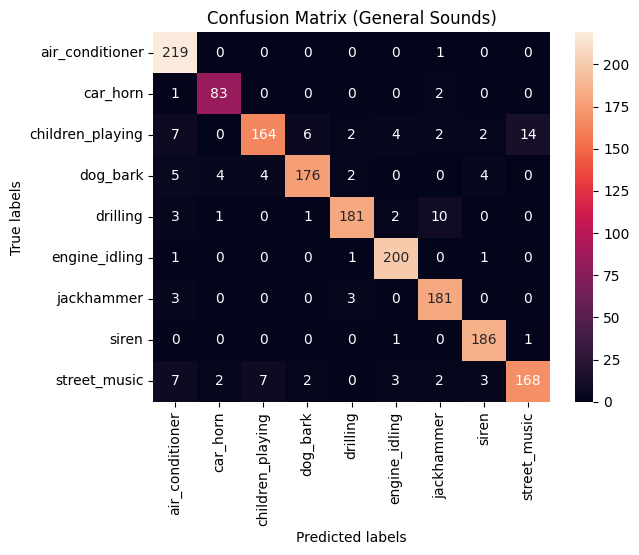 Confusion Matrix (General Sounds)
True labels
air_conditioner 219 0 0 0 0 0 1 0 0
car_horn 1 83 0 0 0 0 2 0 0
children_playing 7 0 164 6 2 4 2 2 14
dog_bark 5 4 4 176 2 0 0 4 0
drilling 3 1 0 1 181 2 10 0 0
engine_idling 1 0 0 0 1 200 0 1 0
jackhammer 3 0 0 0 3 0 181 0 0
siren 0 0 0 0 0 1 0 186 1
street_music 7 2 7 2 0 3 2 3 168
air_conditioner
car_horn
children_playing
dog_bark
drilling
engine_idling
jackhammer
siren
street_music
Predicted labels
200
175
150
125
100
75
50
25
0